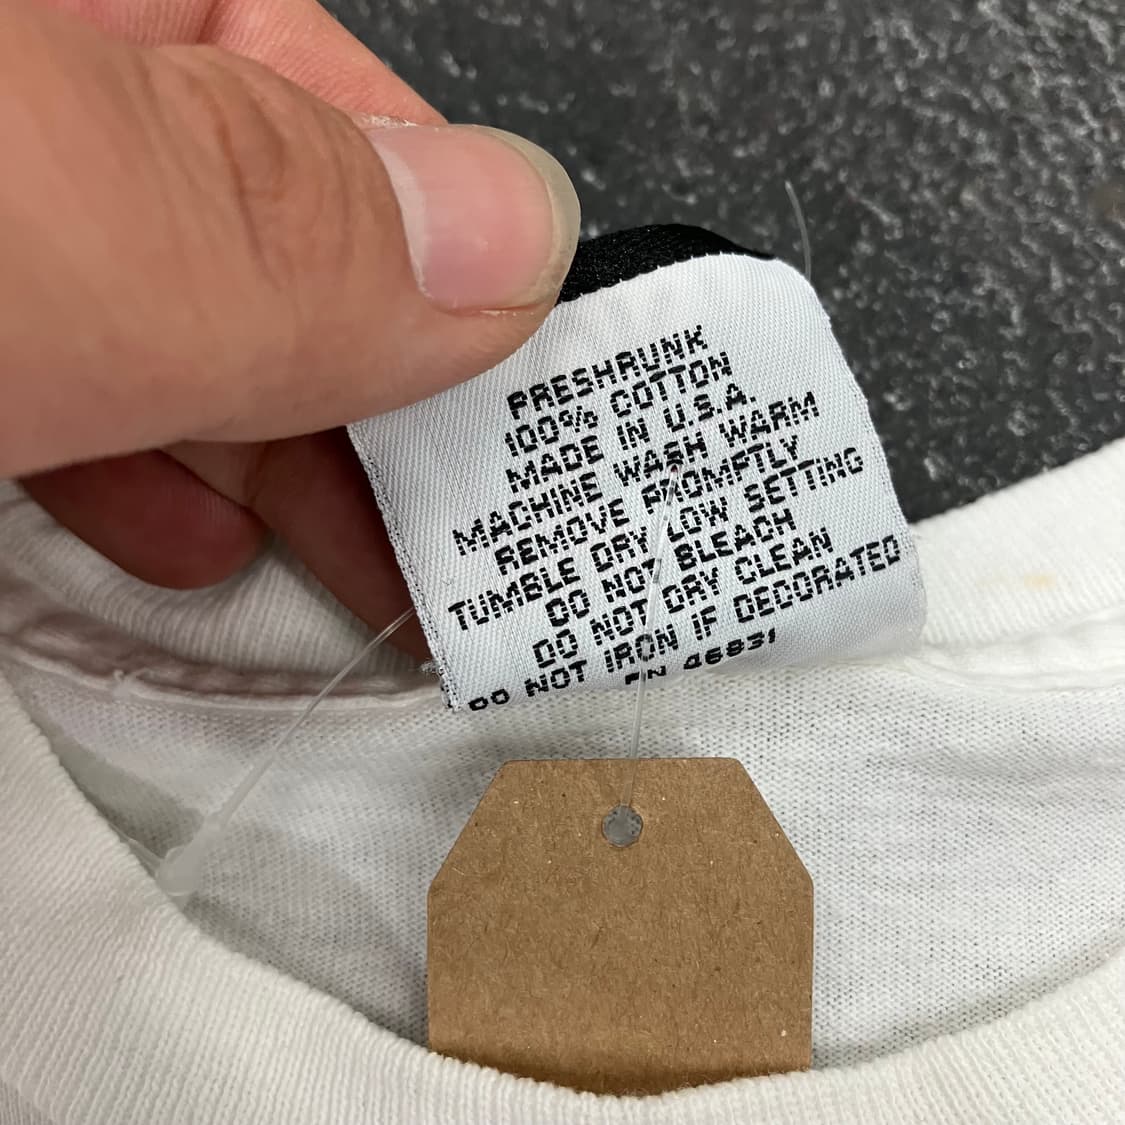 PRESHRUNK
100% COTTON
MADE IN U.S.A.
MACHINE WASH WARM
REMOVE PROMPTLY
TUMBLE DRY LOW SETTING
DO NOT BLEACH
DO NOT DRY CLEAN
DO NOT IRON IF DECORATED
RN 46831